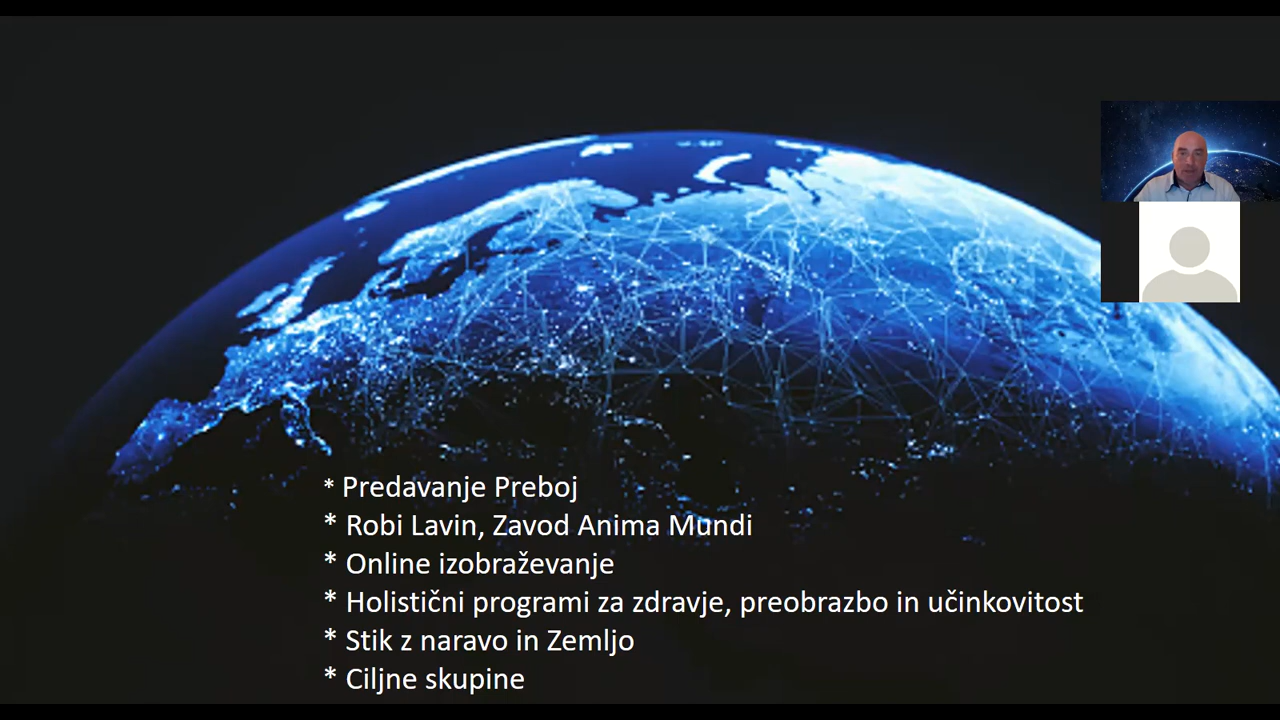 * Predavanje Preboj
* Robi Lavin, Zavod Anima Mundi
* Online izobraževanje
* Holistični programi za zdravje, preobrazbo in učinkovitost
* Stik z naravo in Zemljo
* Ciljne skupine